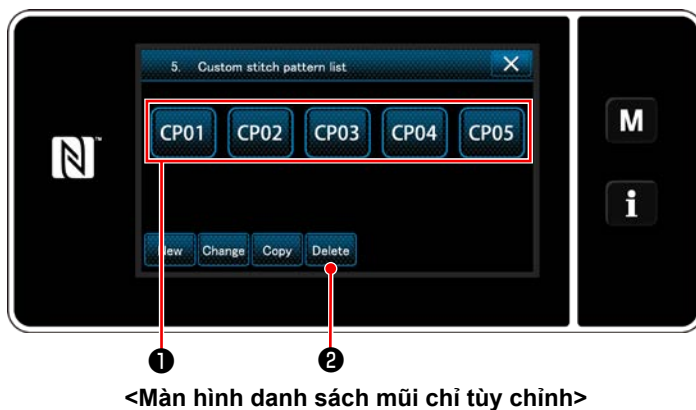 5. Custom stitch pattern list
CP01 CP02 CP03 CP04 CP05
M
i
New Change Copy Delete
❶ ❷
<Màn hình danh sách mũi chỉ tùy chỉnh>